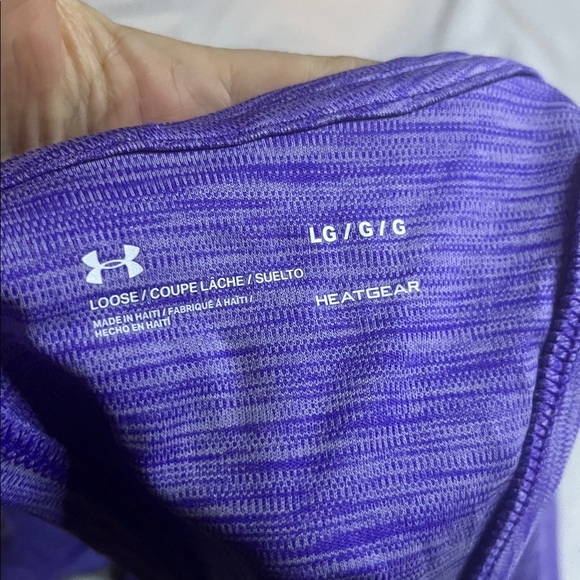 LG / G / G
LOOSE / COUPE LÂCHE / SUELTO
HEATGEAR
MADE IN HAITI / FABRIQUÉ À HAÏTI /
HECHO EN HAITÍ